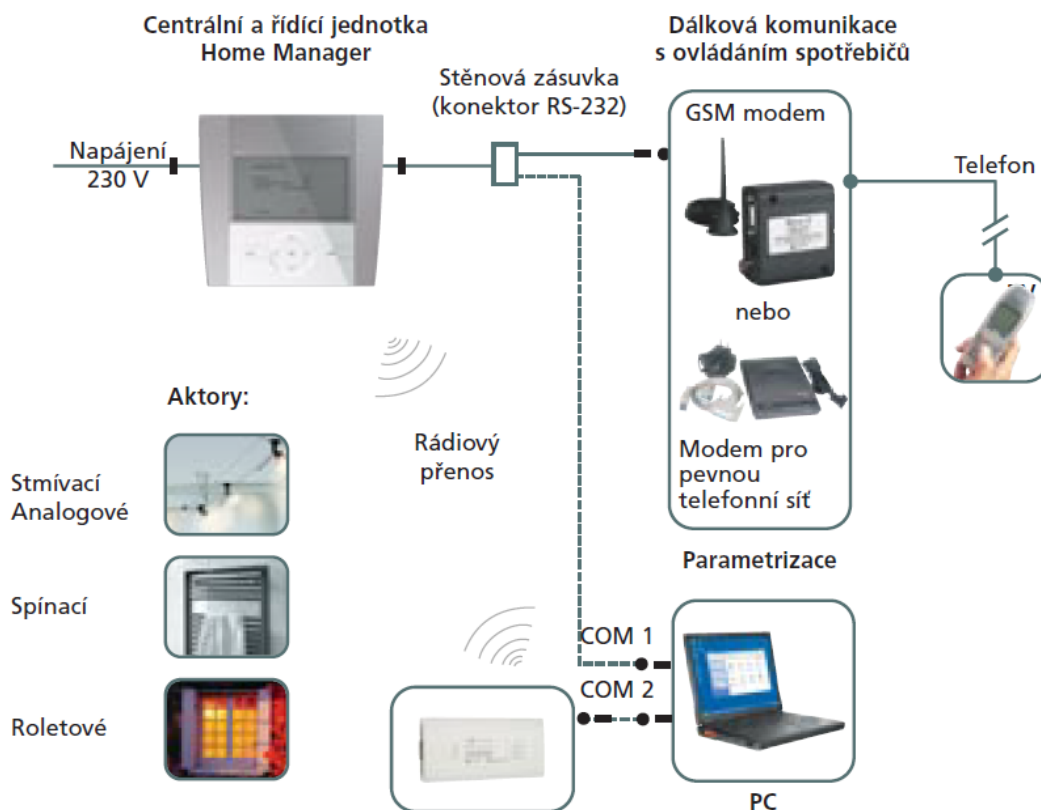 Centrální a řídící jednotka
Home Manager
Dálková komunikace
s ovládáním spotřebičů
Stěnová zásuvka
(konektor RS-232)
GSM modem
Napájení
230 V
Telefon
nebo
Aktory:
Rádiový
přenos
Modem pro
pevnou
telefonní síť
Stmívací
Analogové
Parametrizace
Spínací
COM 1
COM 2
Roletové
PC